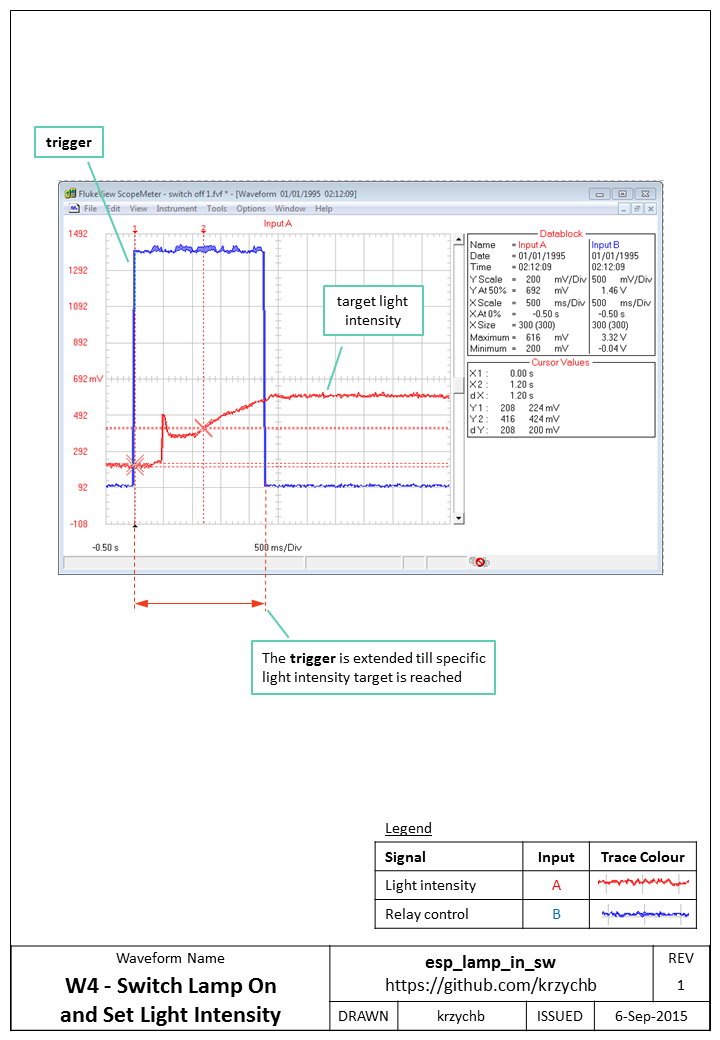 trigger
FlukeView ScopeMeter - switch off 1.fvf * - [Waveform 01/01/1995 02:12:09]
File Edit View Instrument Tools Options Window Help
Input A
1 2
1492
1292
1092
892
692 mV
492
292
92
-108
-0.50 s 500 ms/Div
target light
intensity
Datablock
Name = Input A Input B
Date = 01/01/1995 01/01/1995
Time = 02:12:09 02:12:09
Y Scale = 200 mV/Div 500 mV/Div
Y At 50% = 692 mV 1.46 V
X Scale = 500 ms/Div 500 ms/Div
X At 0% = -0.50 s -0.50 s
X Size = 300 (300) 300 (300)
Maximum = 616 mV 3.32 V
Minimum = 200 mV -0.04 V
Cursor Values
X1 : 0.00 s
X2 : 1.20 s
dX : 1.20 s
Y1 : 208 224 mV
Y2 : 416 424 mV
dY : 208 200 mV
The trigger is extended till specific
light intensity target is reached
Legend
Signal Input Trace Colour
Light intensity A
Relay control B
Waveform Name
W4 - Switch Lamp On
and Set Light Intensity
esp_lamp_in_sw
https://github.com/krzychb
REV
1
DRAWN krzychb ISSUED 6-Sep-2015